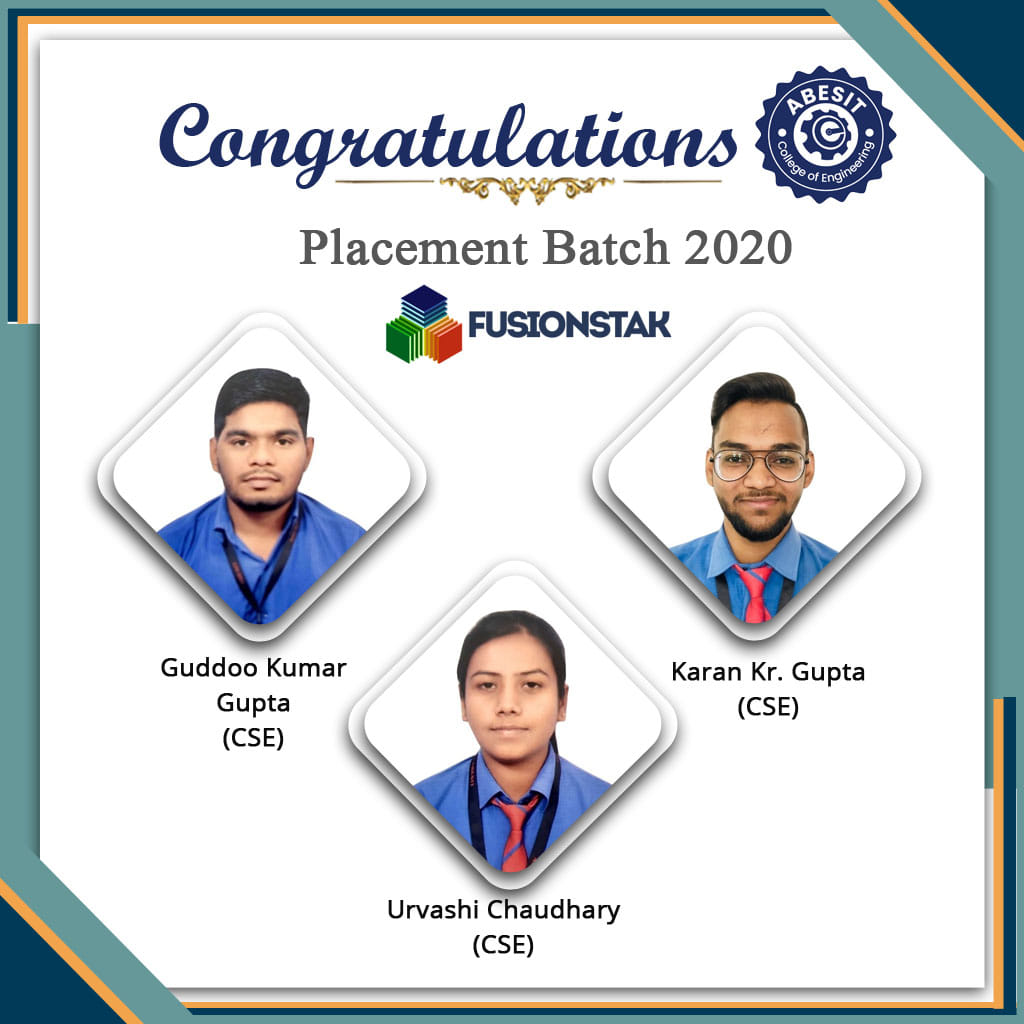 Congratulations
ABESIT
College of Engineering
Placement Batch 2020
FUSIONSTAK
Guddoo Kumar
Gupta
(CSE)
Karan Kr. Gupta
(CSE)
Urvashi Chaudhary
(CSE)